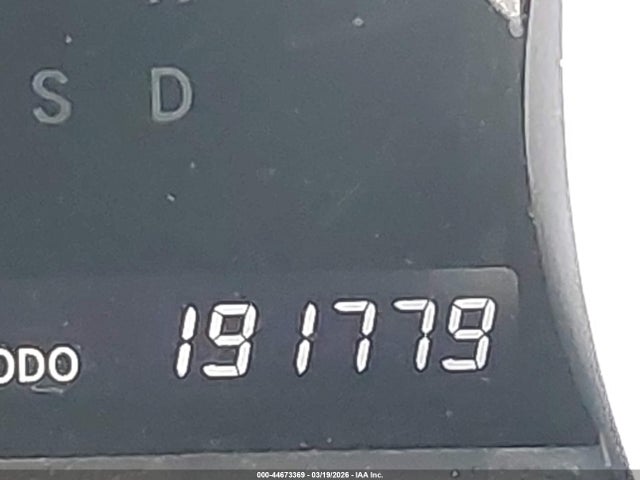 S D
ODO 191779
000-44673369 - 03/19/2026 - IAA Inc.